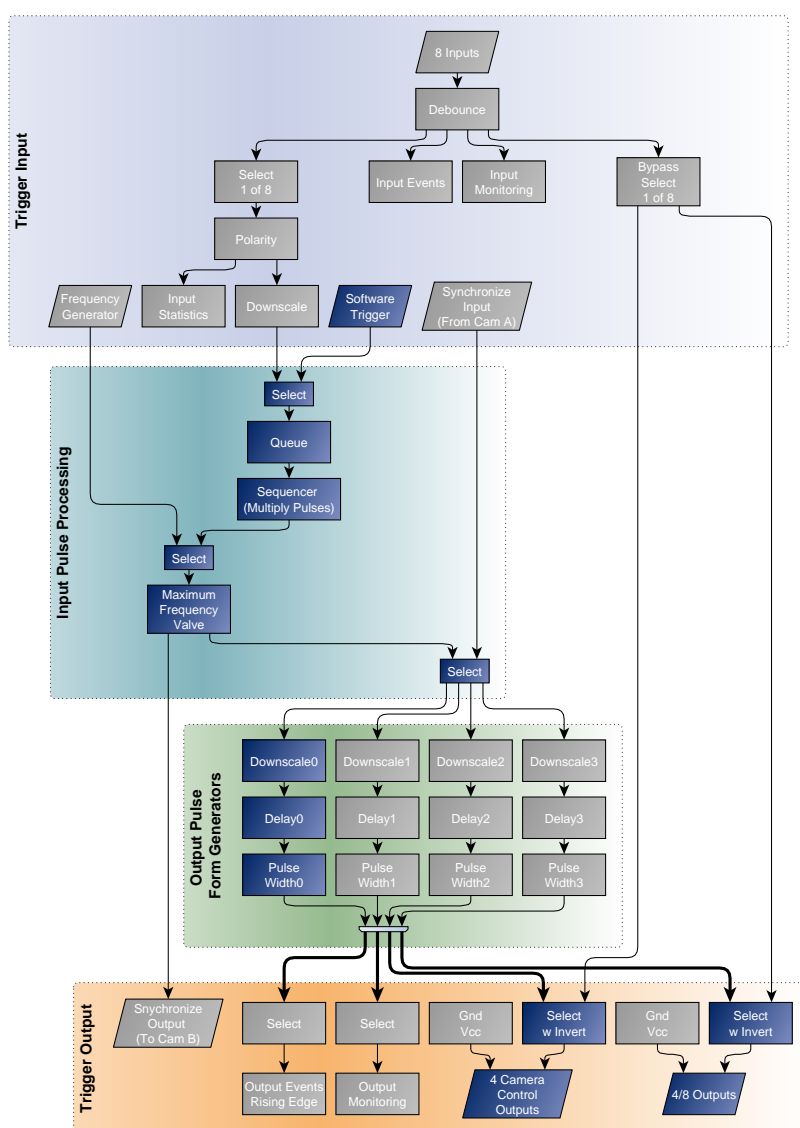 Trigger Input
8 Inputs
Debounce
Select
1 of 8
Input Events
Input
Monitoring
Bypass
Select
1 of 8
Polarity
Frequency
Generator
Input
Statistics
Downscale
Software
Trigger
Synchronize
Input
(From Cam A)
Input Pulse Processing
Select
Queue
Sequencer
(Multiply Pulses)
Select
Maximum
Frequency
Valve
Select
Output Pulse
Form Generators
Downscale0
Downscale1
Downscale2
Downscale3
Delay0
Delay1
Delay2
Delay3
Pulse
Width0
Pulse
Width1
Pulse
Width2
Pulse
Width3
Trigger Output
Snychronize
Output
(To Cam B)
Select
Select
Gnd
Vcc
Select
w Invert
Gnd
Vcc
Select
w Invert
Output Events
Rising Edge
Output
Monitoring
4 Camera
Control
Outputs
4/8 Outputs